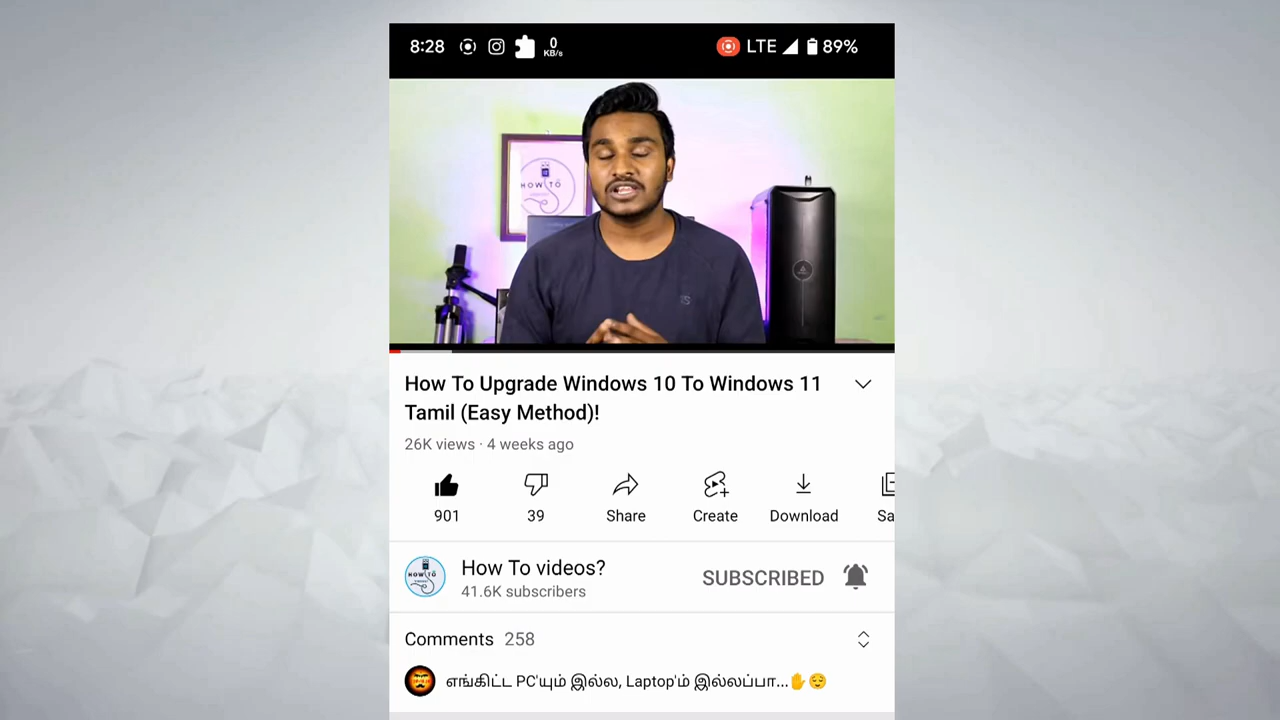 8:28 0 LTE 89%
KB/s
HOW TO
How To Upgrade Windows 10 To Windows 11
Tamil (Easy Method)!
26K views · 4 weeks ago
901 39 Share Create Download Sa
How To videos?
41.6K subscribers
SUBSCRIBED
HOW TO
Comments 258
எங்கிட்ட PC'யும் இல்ல, Laptop'ம் இல்லப்பா...✋😌